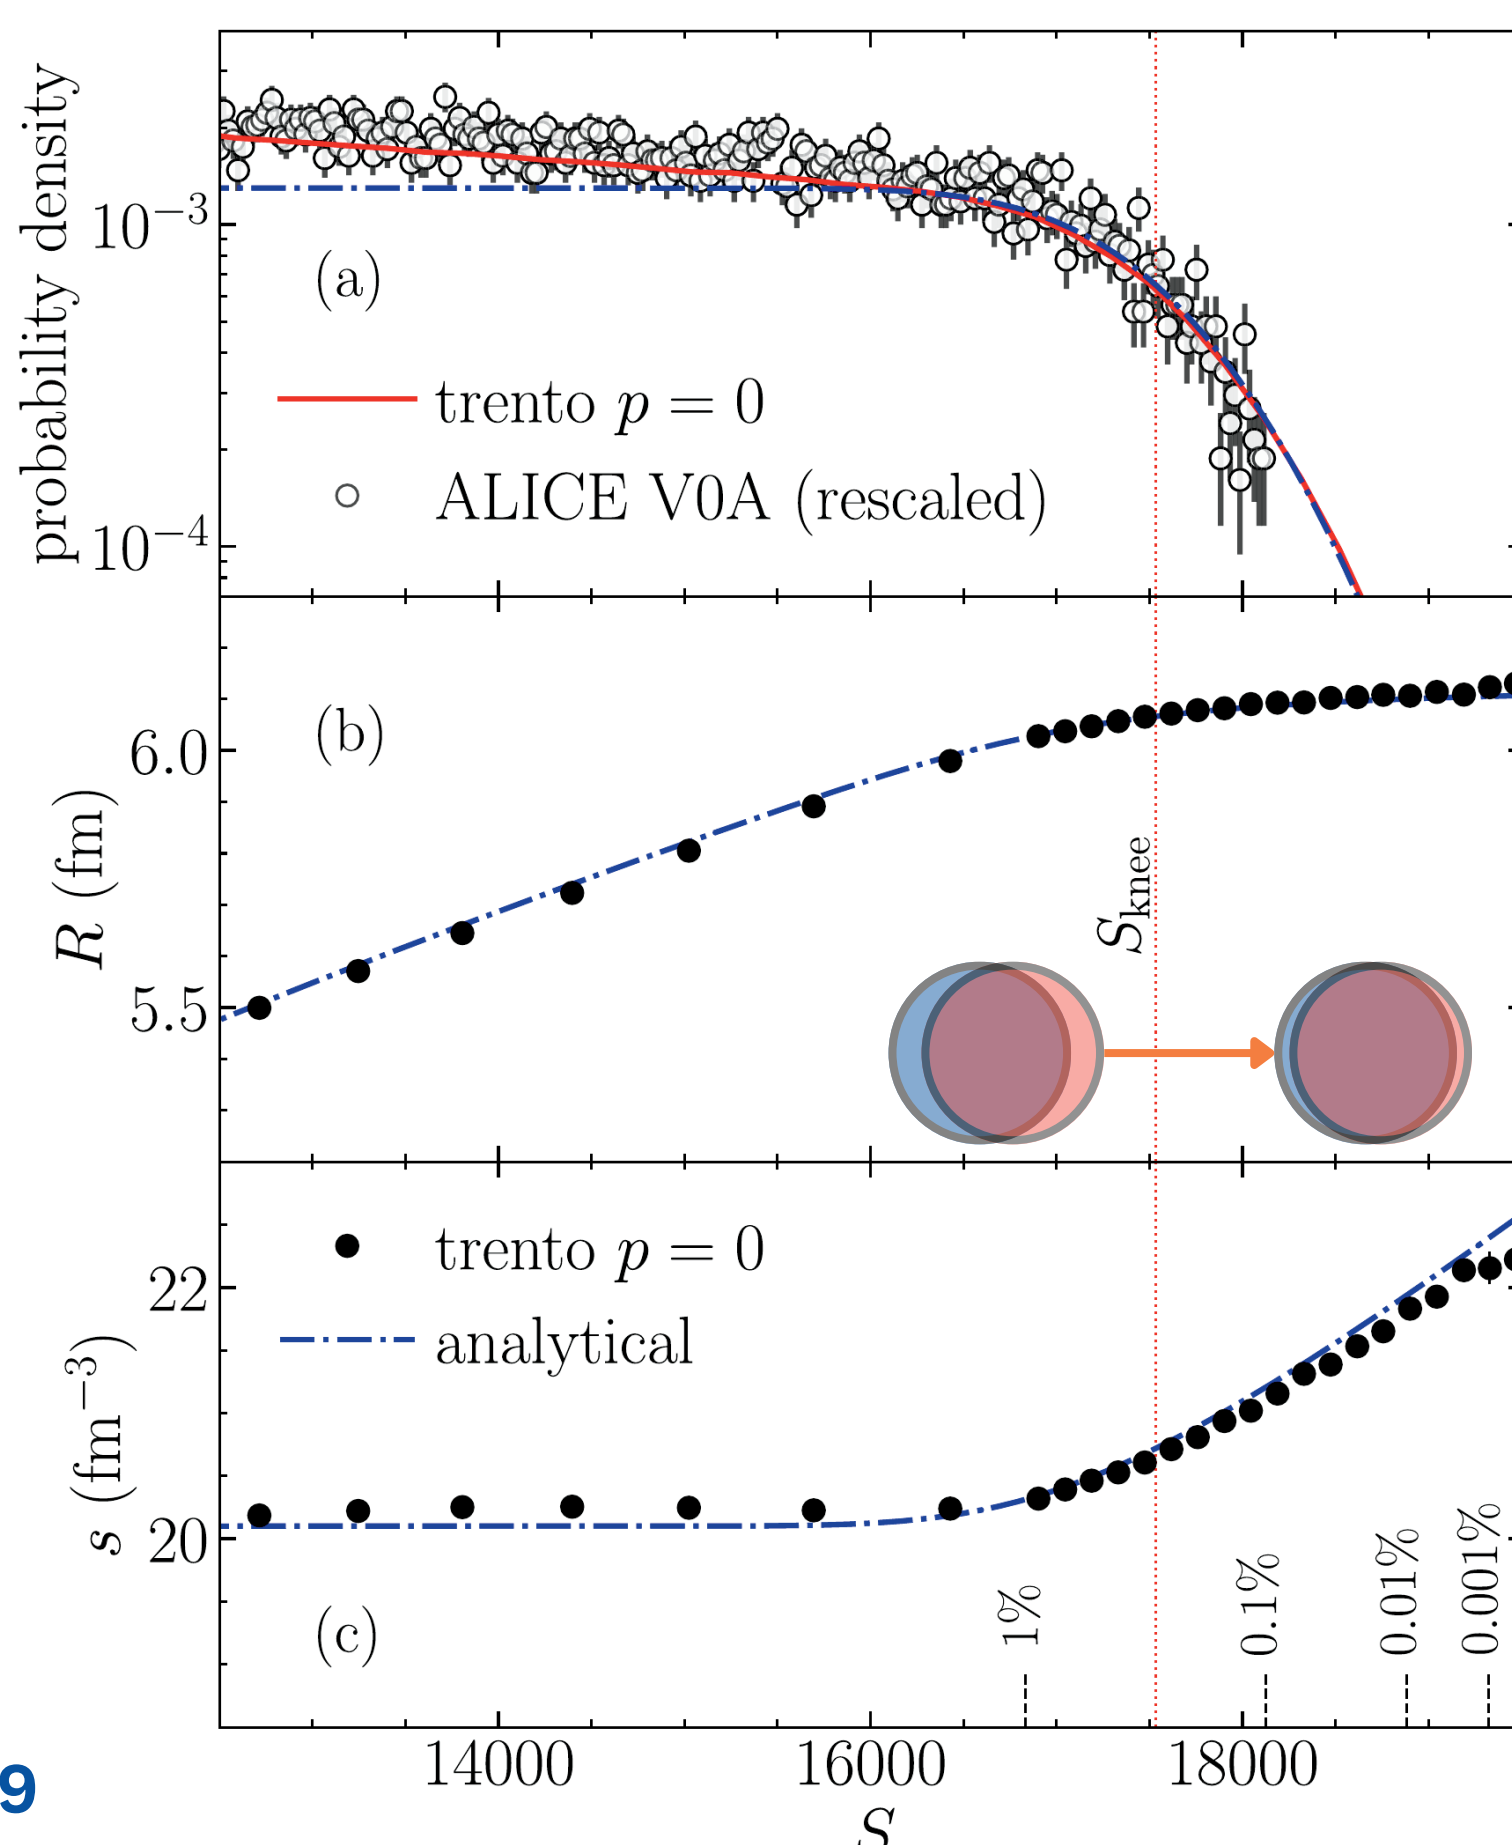 probability density
10−3
10−4
(a)
trento p = 0
ALICE V0A (rescaled)
R (fm)
6.0
5.5
(b)
Sknee
s (fm−3)
22
20
trento p = 0
analytical
(c)
1%
0.1%
0.01%
0.001%
14000
16000
18000
S
9